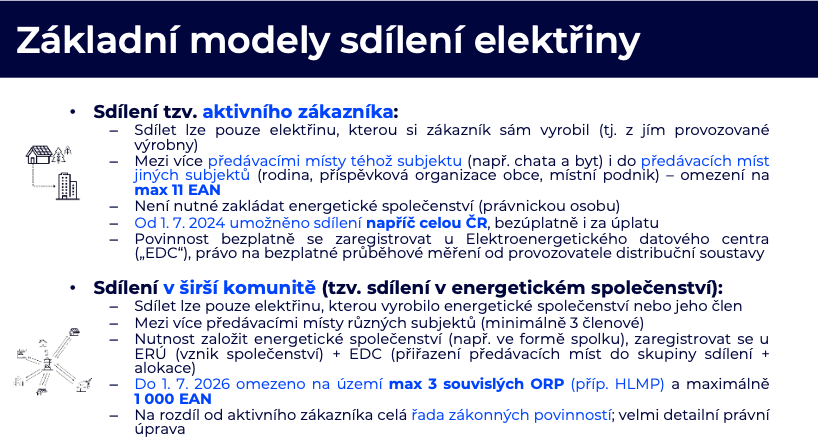 Základní modely sdílení elektřiny
• Sdílení tzv. aktivního zákazníka:
– Sdílet lze pouze elektřinu, kterou si zákazník sám vyrobil (tj. z jím provozované
výrobny)
– Mezi více předávacími místy téhož subjektu (např. chata a byt) i do předávacích míst
jiných subjektů (rodina, příspěvková organizace obce, místní podnik) – omezení na
max 11 EAN
– Není nutné zakládat energetické společenství (právnickou osobu)
– Od 1. 7. 2024 umožněno sdílení napříč celou ČR, bezúplatně i za úplatu
– Povinnost bezplatně se zaregistrovat u Elektroenergetického datového centra
(„EDC“), právo na bezplatné průběhové měření od provozovatele distribuční soustavy
• Sdílení v širší komunitě (tzv. sdílení v energetickém společenství):
– Sdílet lze pouze elektřinu, kterou vyrobilo energetické společenství nebo jeho člen
– Mezi více předávacími místy různých subjektů (minimálně 3 členové)
– Nutnost založit energetické společenství (např. ve formě spolku), zaregistrovat se u
ERÚ (vznik společenství) + EDC (přiřazení předávacích míst do skupiny sdílení +
alokace)
– Do 1. 7. 2026 omezeno na území max 3 souvislých ORP (příp. HLMP) a maximálně
1 000 EAN
– Na rozdíl od aktivního zákazníka celá řada zákonných povinností; velmi detailní právní
úprava